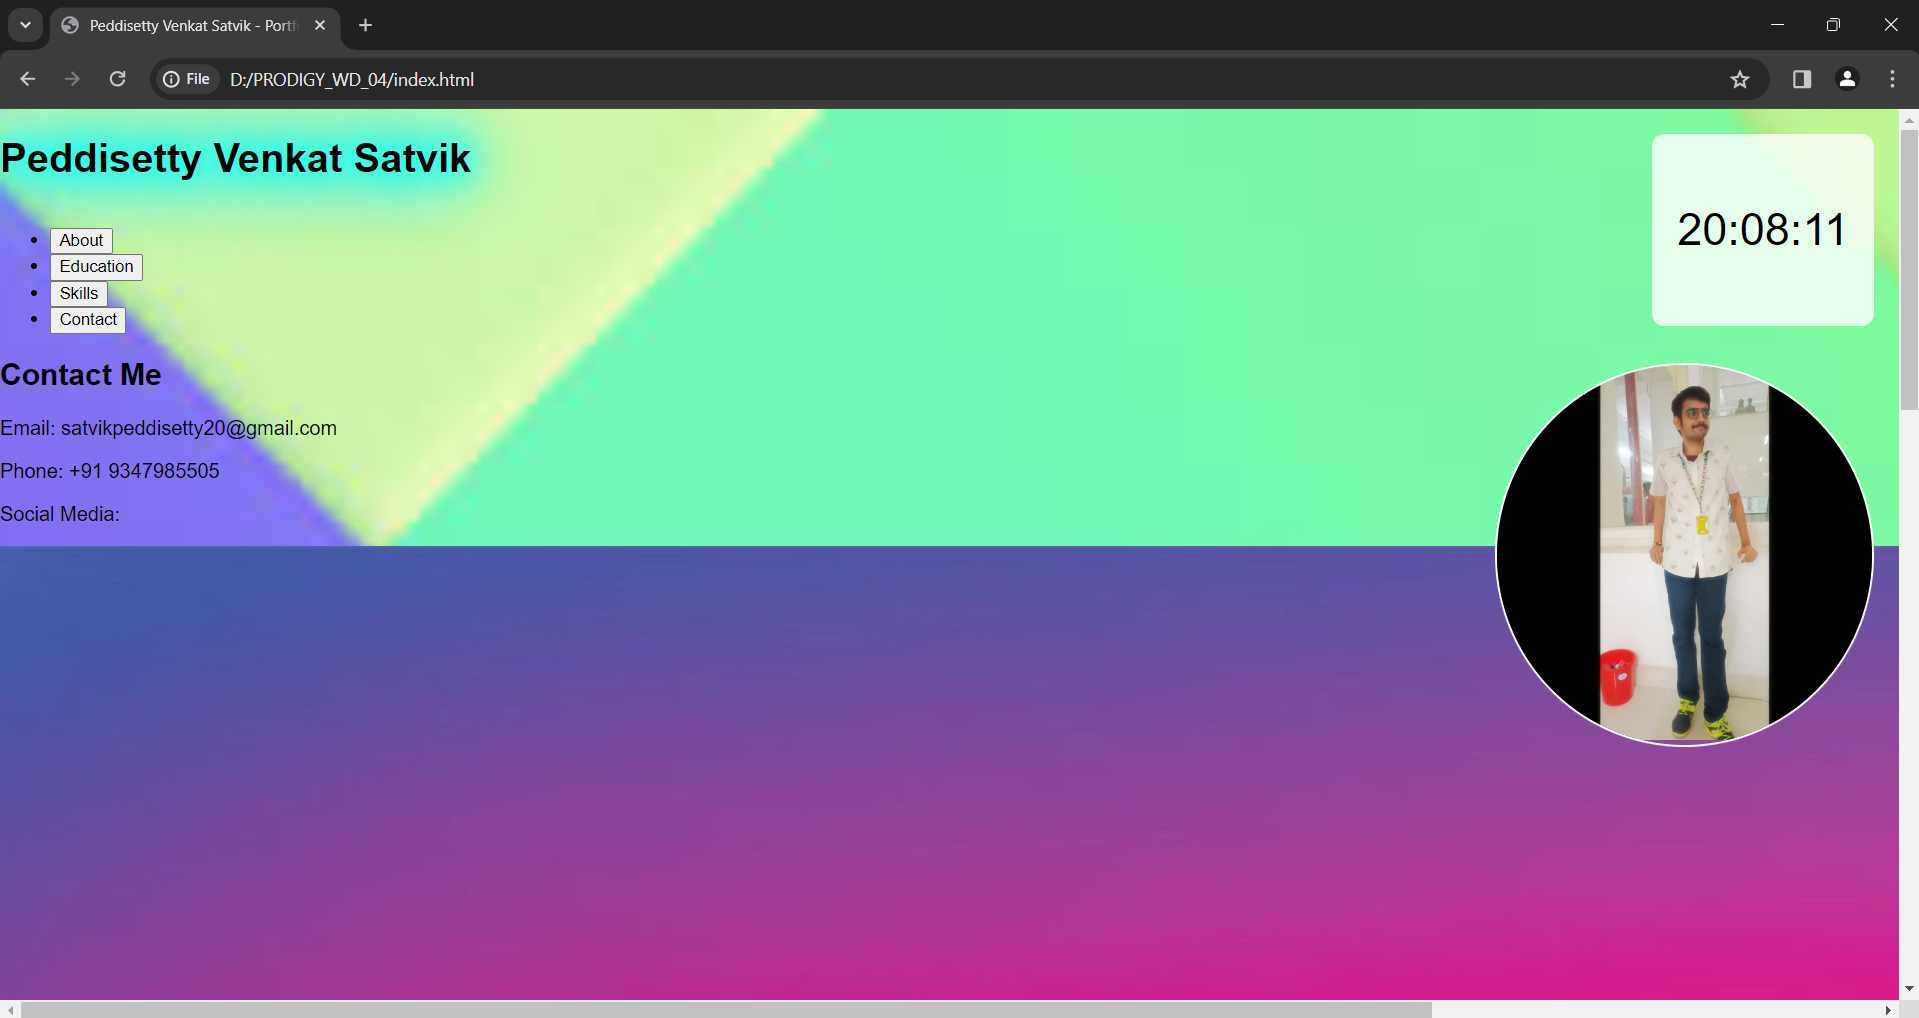 Peddisetty Venkat Satvik - Portf
File D:/PRODIGY_WD_04/index.html
Peddisetty Venkat Satvik
20:08:11
About
Education
Skills
Contact
Contact Me
Email: satvikpeddisetty20@gmail.com
Phone: +91 9347985505
Social Media: